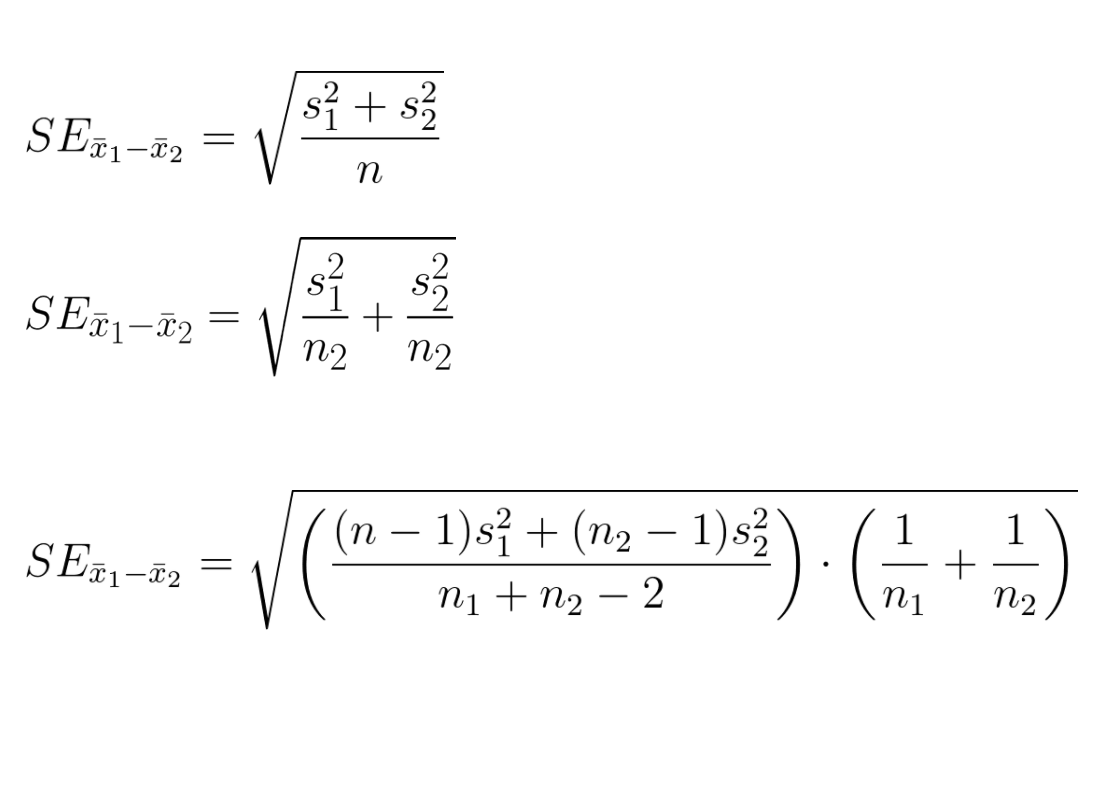 $SE_{\bar{x}_1-\bar{x}_2} = \sqrt{\frac{s_1^2+s_2^2}{n}}$
$SE_{\bar{x}_1-\bar{x}_2} = \sqrt{\frac{s_1^2}{n_2}+\frac{s_2^2}{n_2}}$
$SE_{\bar{x}_1-\bar{x}_2} = \sqrt{\left(\frac{(n-1)s_1^2+(n_2-1)s_2^2}{n_1+n_2-2}\right)\cdot\left(\frac{1}{n_1}+\frac{1}{n_2}\right)}$